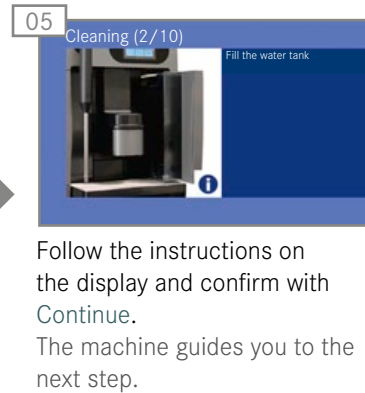 05
Cleaning (2/10)
Fill the water tank
Follow the instructions on
the display and confirm with
Continue.
The machine guides you to the
next step.